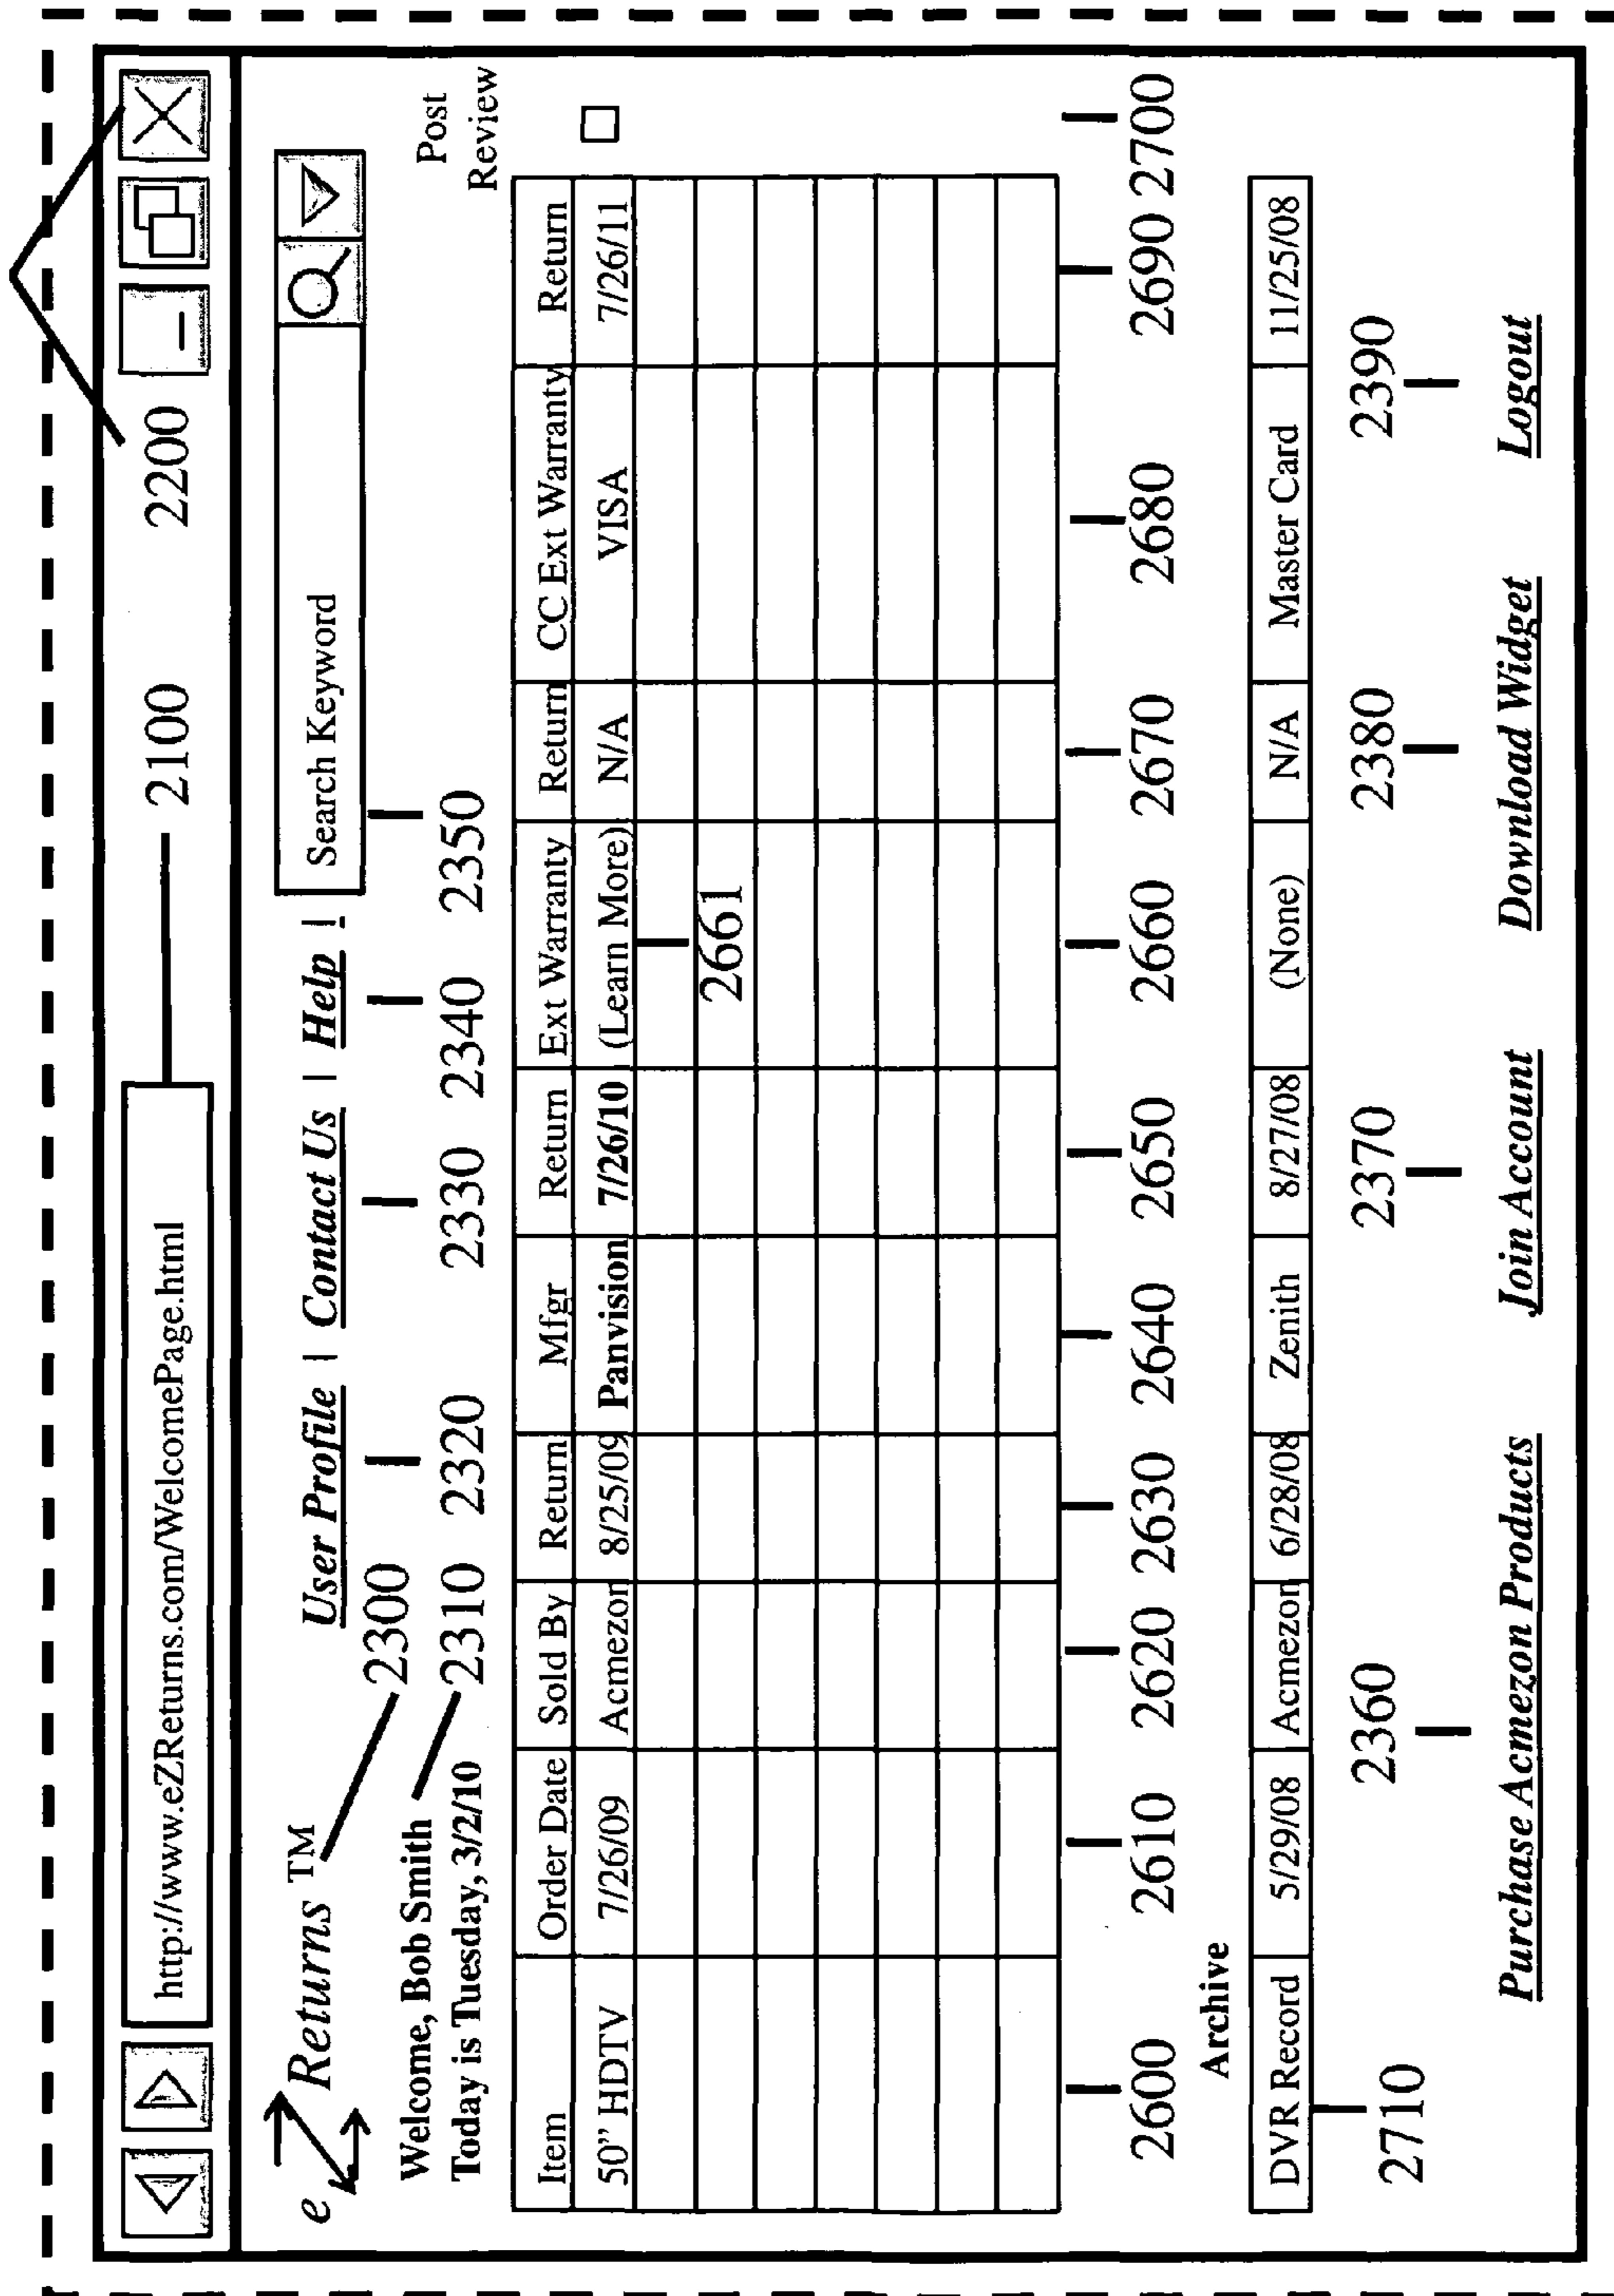 http://www.eZReturns.com/WelcomePage.html 2100 2200
e Returns ™ User Profile | Contact Us | Help | Search Keyword
2300
Welcome, Bob Smith 2310 2320 2330 2340 2350 Post
Today is Tuesday, 3/2/10 Review
Item Order Date Sold By Return Mfgr Return Ext Warranty Return CC Ext Warranty Return
50” HDTV 7/26/09 Acmezon 8/25/09 Panvision 7/26/10 (Learn More) N/A VISA 7/26/11
2661
2600 2610 2620 2630 2640 2650 2660 2670 2680 2690 2700
Archive
DVR Record 5/29/08 Acmezon 6/28/08 Zenith 8/27/08 (None) N/A Master Card 11/25/08
2710 2360 2370 2380 2390
Purchase Acmezon Products Join Account Download Widget Logout